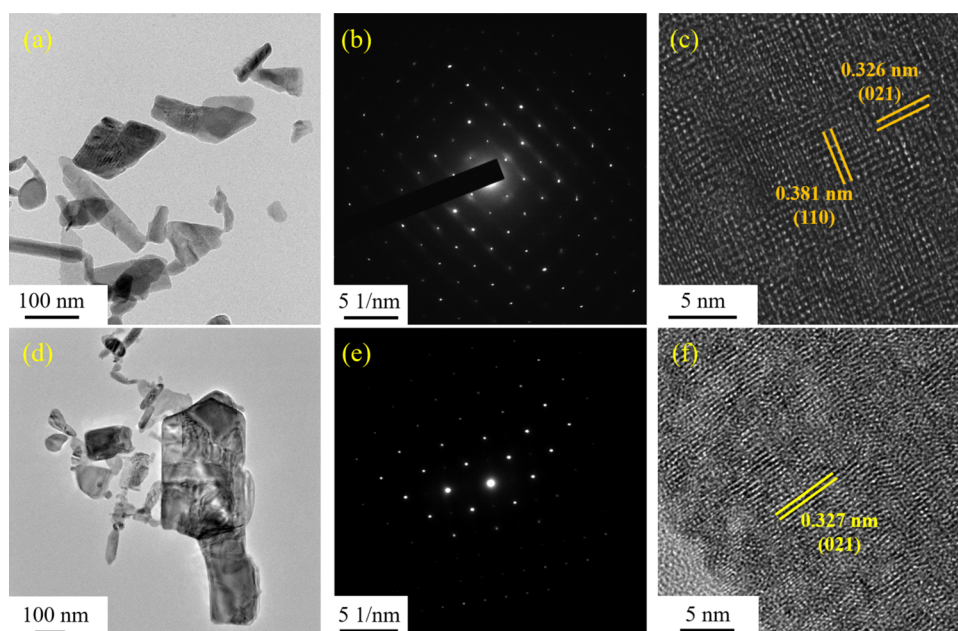 (a)
100 nm
(b)
5 1/nm
(c)
0.326 nm
(021)
0.381 nm
(110)
5 nm
(d)
100 nm
(e)
5 1/nm
(f)
0.327 nm
(021)
5 nm